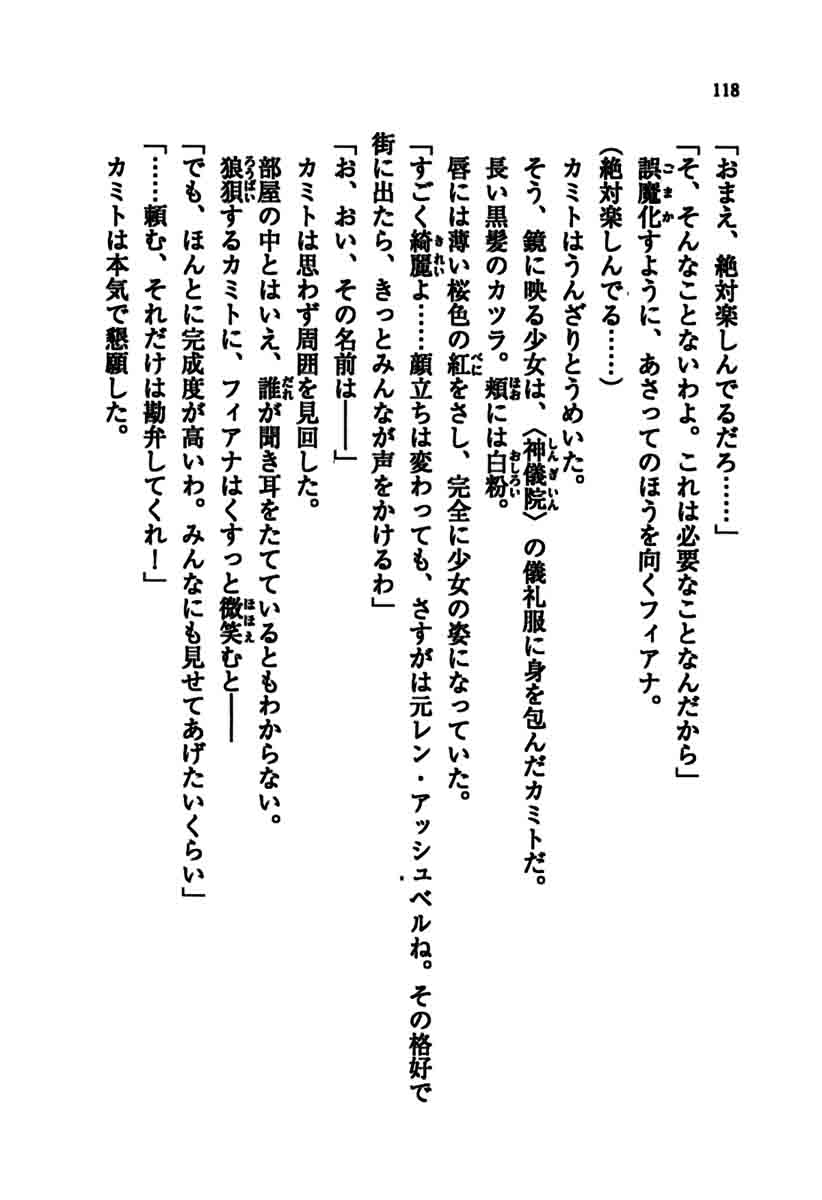 118
「おまえ、絶対楽しんでるだろ……」
「そ、そんなことないわよ。これは必要なことなんだから」
誤魔化すように、あさってのほうを向くフィアナ。
(絶対楽しんでる……)
カミトはうんざりとうめいた。
そう、鏡に映る少女は、〈神儀院〉の儀礼服に身を包んだカミトだ。
長い黒髪のカツラ。頬には白粉。
唇には薄い桜色の紅をさし、完全に少女の姿になっていた。
「すごく綺麗よ……顔立ちは変わっても、さすがは元レン・アッシュベルね。その格好で
街に出たら、きっとみんなが声をかけるわ」
「お、おい、その名前は――」
カミトは思わず周囲を見回した。
部屋の中とはいえ、誰が聞き耳をたてているともわからない。
狼狽するカミトに、フィアナはくすっと微笑むと――
「でも、ほんとに完成度が高いわ。みんなにも見せてあげたいくらい」
「……頼む、それだけは勘弁してくれ！」
カミトは本気で懇願した。